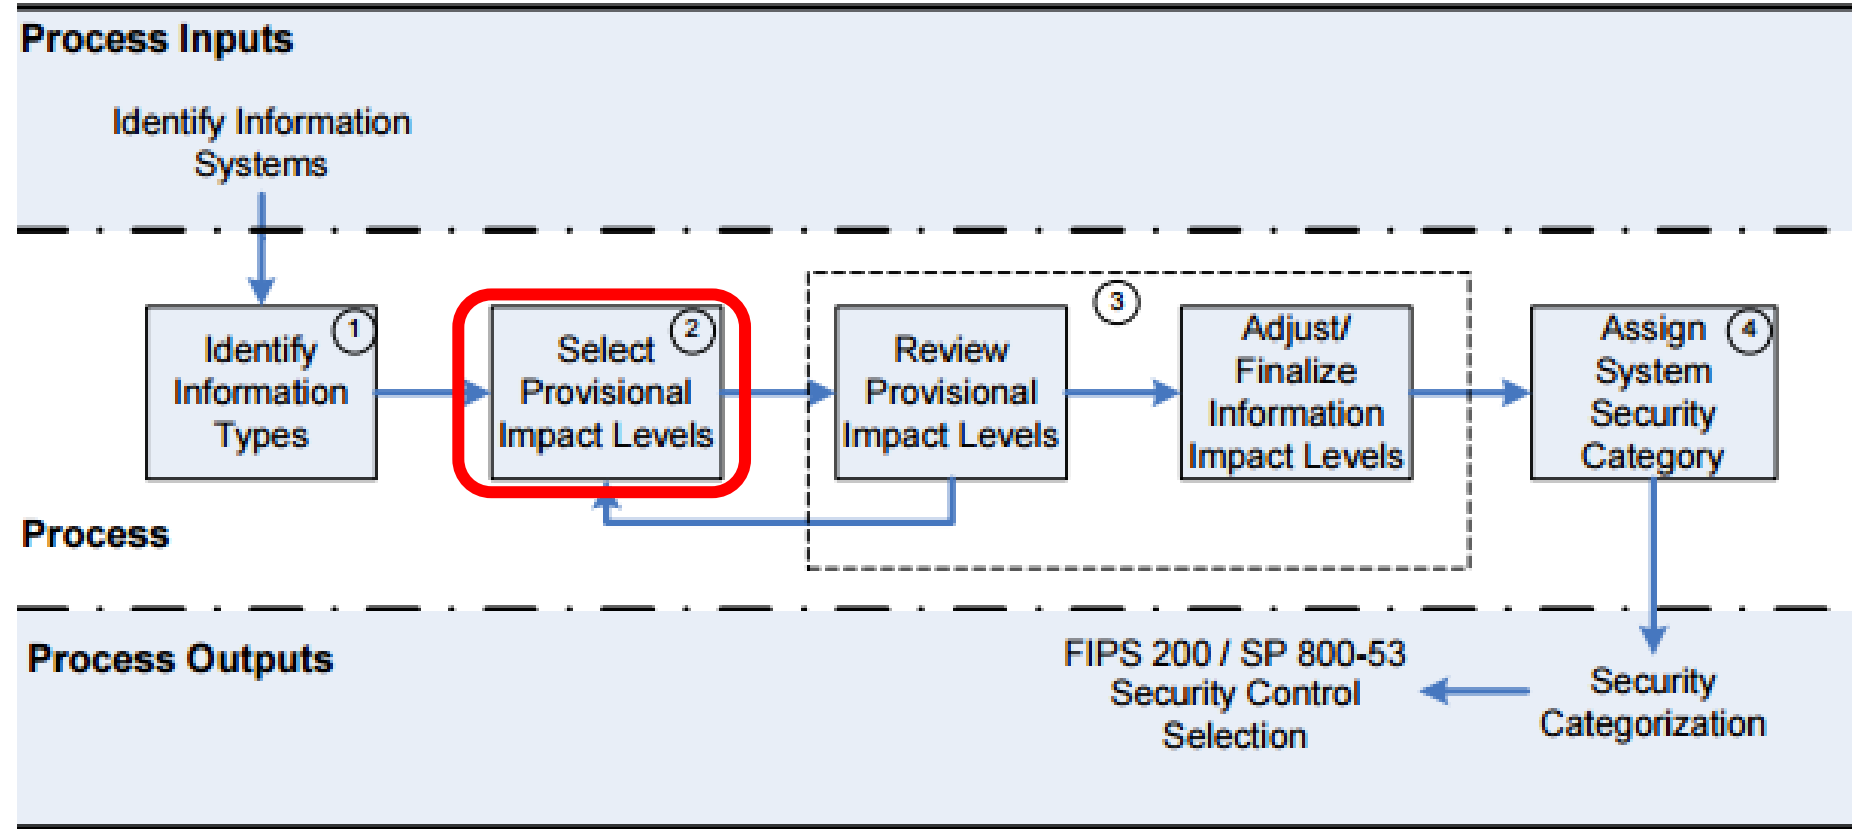 Process Inputs
Identify Information
Systems
1
Identify
Information
Types
2
Select
Provisional
Impact Levels
3
Review
Provisional
Impact Levels
Adjust/
Finalize
Information
Impact Levels
4
Assign
System
Security
Category
Process
Process Outputs
FIPS 200 / SP 800-53
Security Control
Selection
Security
Categorization